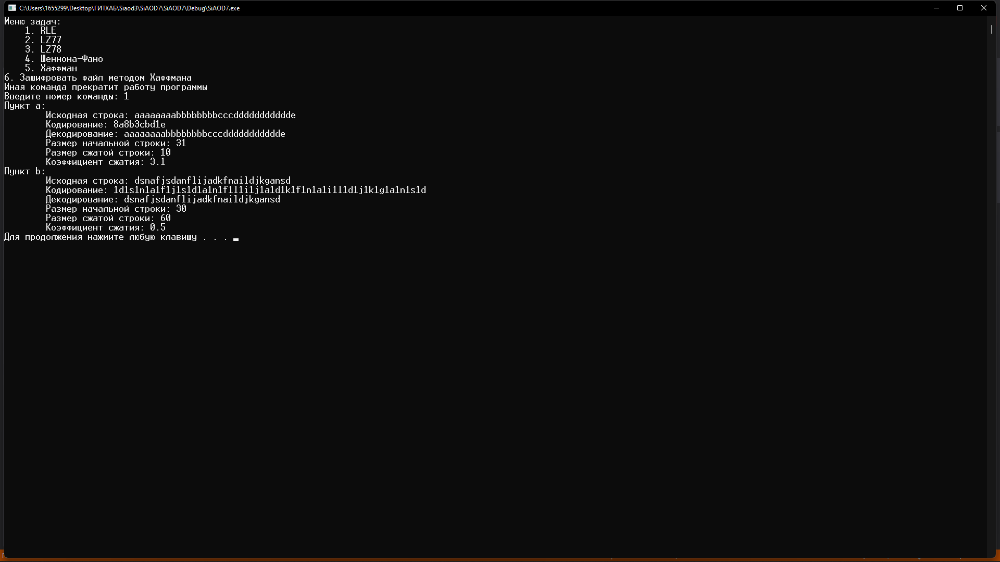 C:\Users\1655299\Desktop\ГИТХАБ\Siaod3\SiAOD7\SiAOD7\Debug\SiAOD7.exe
Меню задач:
1. RLE
2. LZ77
3. LZ78
4. Шеннона-Фано
5. Хаффман
6. Зашифровать файл методом Хаффмана
Иная команда прекратит работу программы
Введите номер команды: 1
Пункт a:
Исходная строка: aaaaaaaabbbbbbbbcccddddddddddde
Кодирование: 8a8b3cbd1e
Декодирование: aaaaaaaabbbbbbbbcccddddddddddde
Размер начальной строки: 31
Размер сжатой строки: 10
Коэффициент сжатия: 3.1
Пункт b:
Исходная строка: dsnafjsdanflijadkfnaildjkgansd
Кодирование: 1d1s1n1a1f1j1s1d1a1n1f1l1i1j1a1d1k1f1n1a1i1l1d1j1k1g1a1n1s1d
Декодирование: dsnafjsdanflijadkfnaildjkgansd
Размер начальной строки: 30
Размер сжатой строки: 60
Коэффициент сжатия: 0.5
Для продолжения нажмите любую клавишу . . .